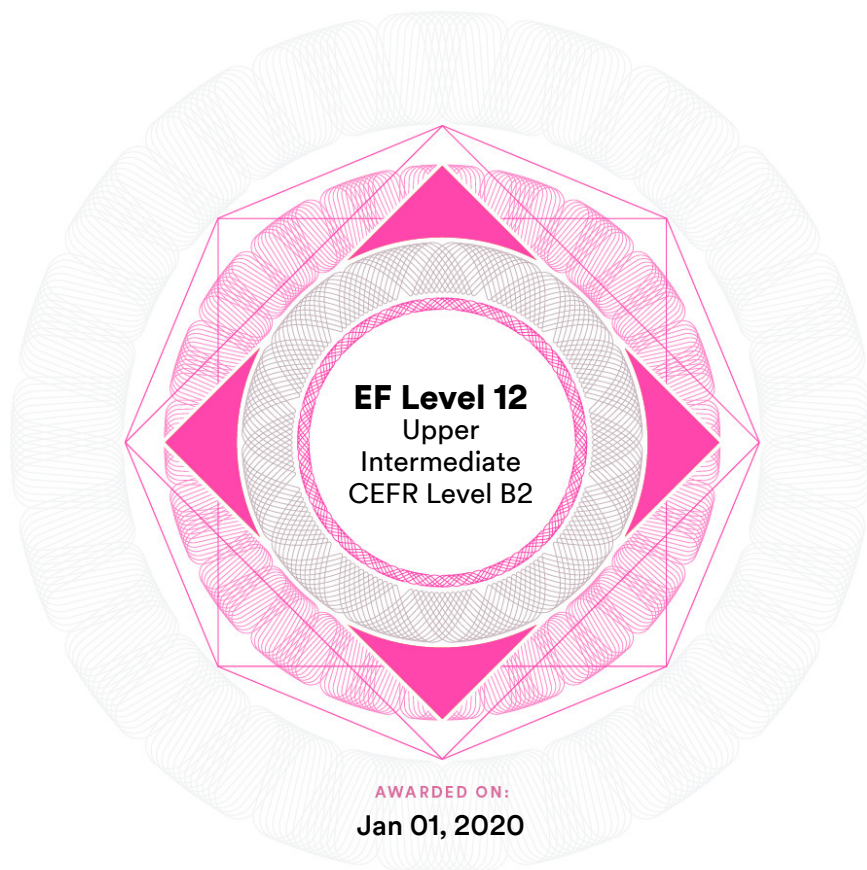 EF Level 12
Upper
Intermediate
CEFR Level B2
AWARDED ON:
Jan 01, 2020